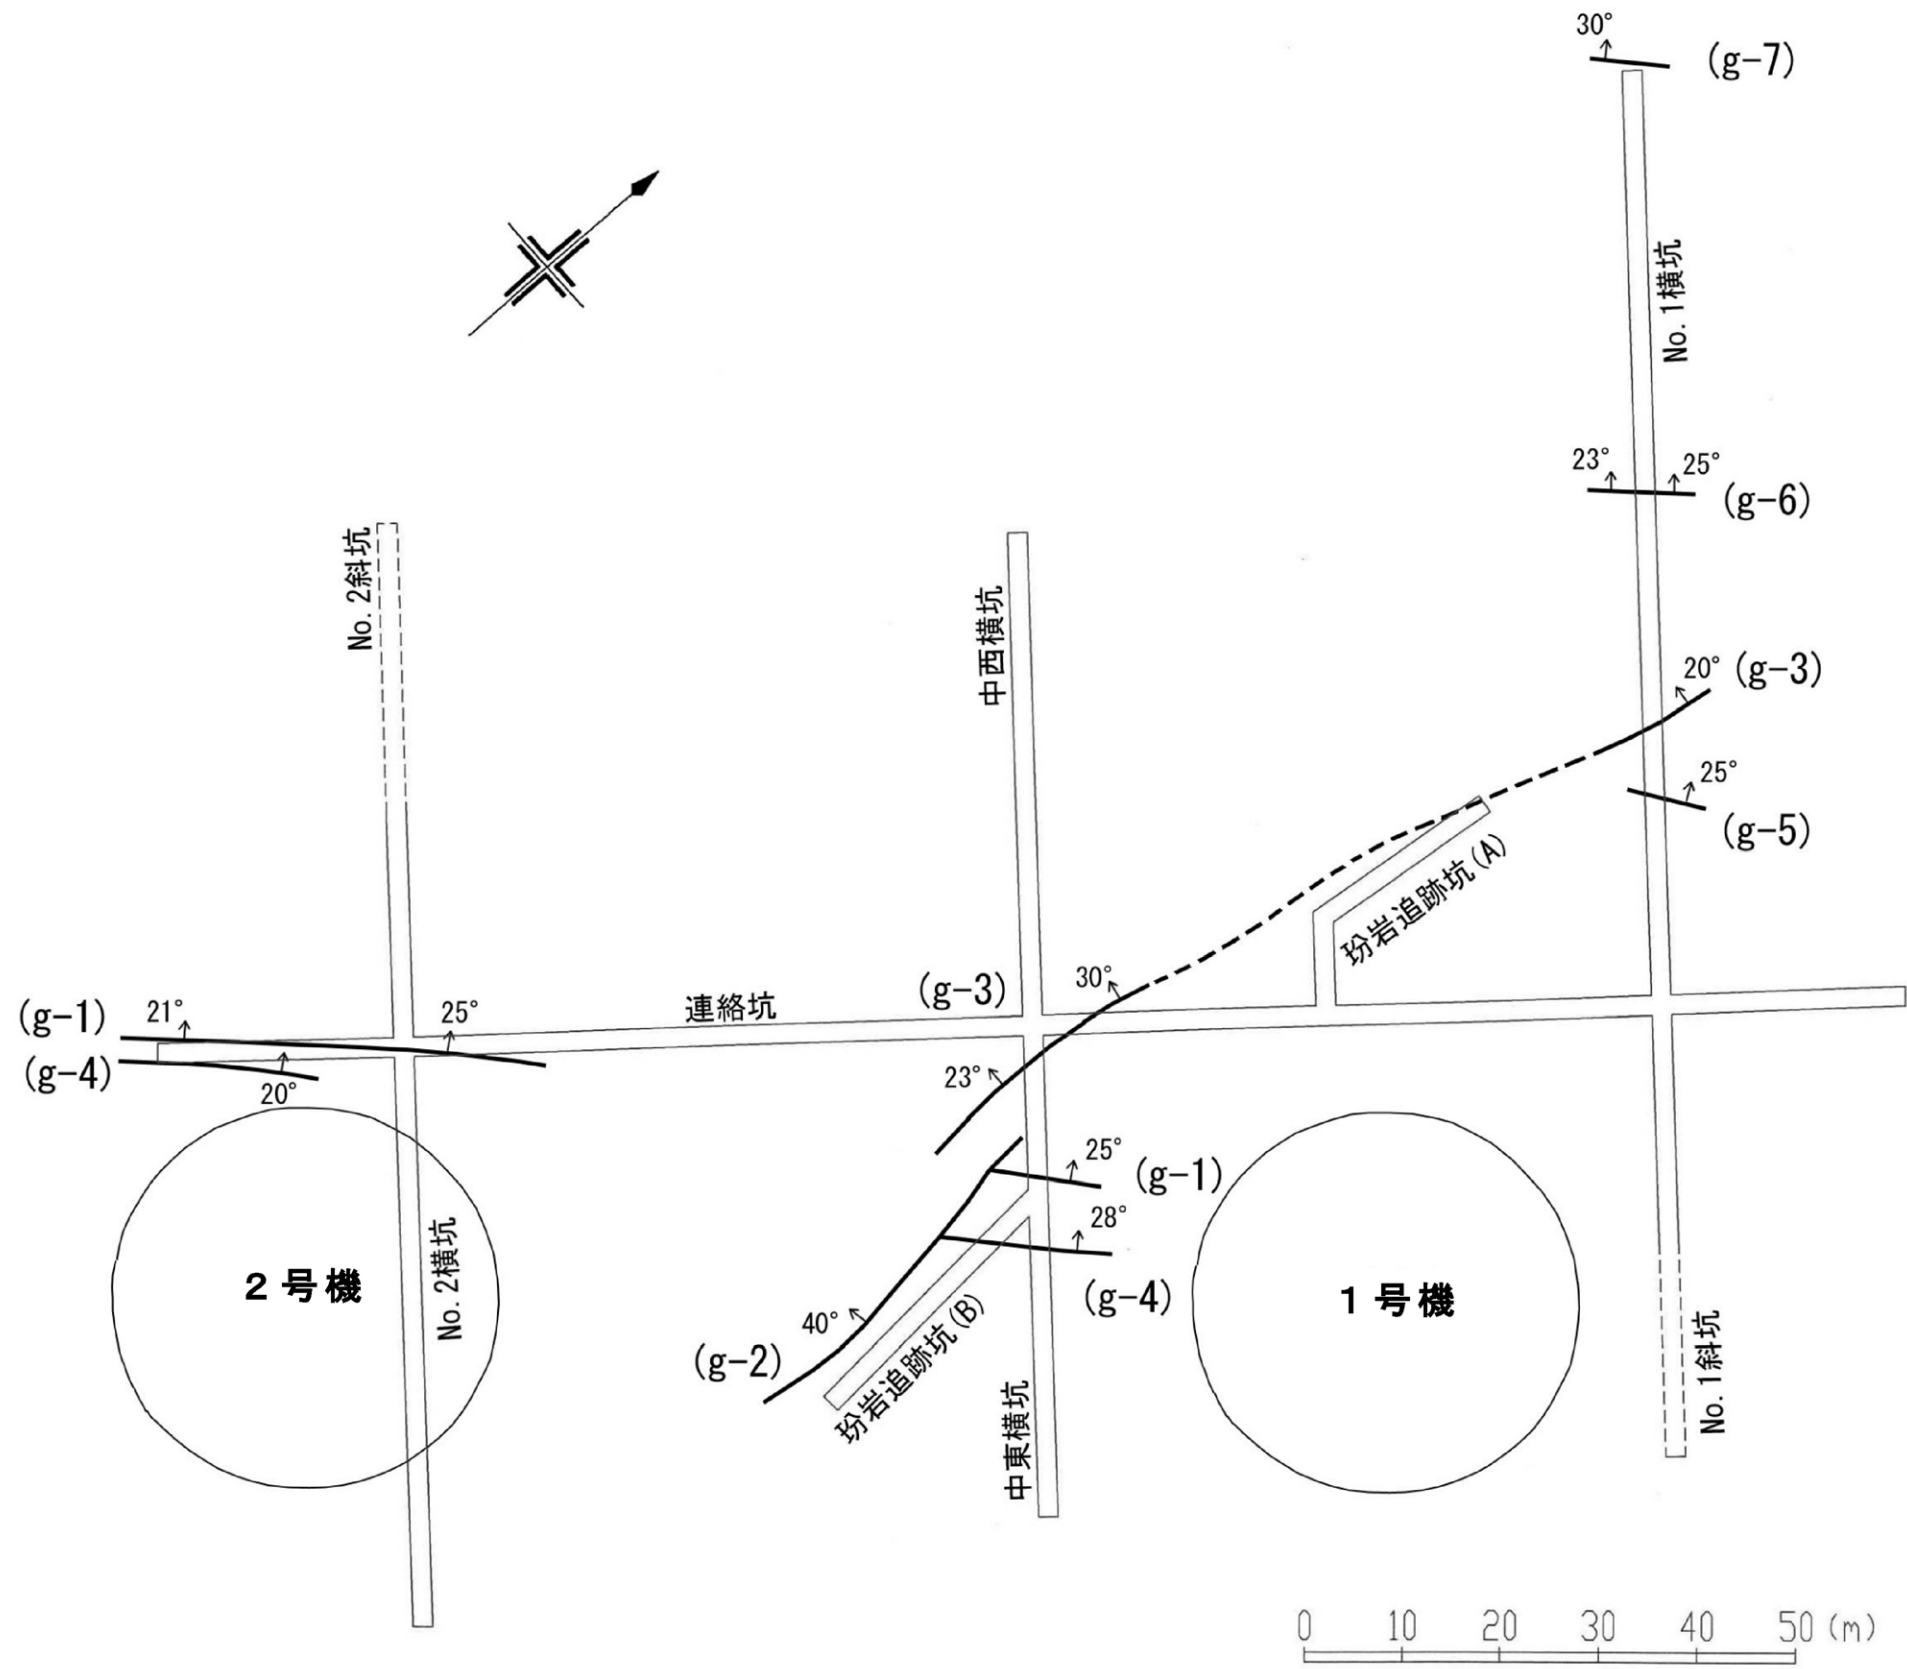 30°
(g-7)
No.1横坑
23°
25°
(g-6)
No.2斜坑
中西横坑
20°
(g-3)
25°
(g-5)
玢岩追跡坑(A)
(g-3)
30°
連絡坑
(g-1)
21°
25°
(g-4)
20°
23°
25°
(g-1)
28°
(g-4)
2号機
No.2横坑
40°
(g-2)
玢岩追跡坑(B)
中東横坑
1号機
No.1斜坑
0 10 20 30 40 50 (m)